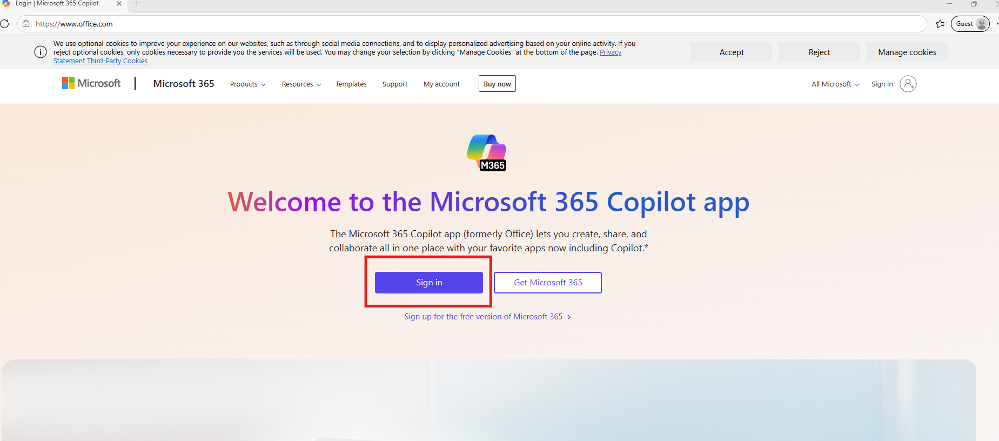 Login | Microsoft 365 Copilot
https://www.office.com
Guest
We use optional cookies to improve your experience on our websites, such as through social media connections, and to display personalized advertising based on your online activity. If you
reject optional cookies, only cookies necessary to provide you the services will be used. You may change your selection by clicking “Manage Cookies” at the bottom of the page. Privacy
Statement Third-Party Cookies
Accept
Reject
Manage cookies
Microsoft
Microsoft 365
Products
Resources
Templates
Support
My account
Buy now
All Microsoft
Sign in
M365
Welcome to the Microsoft 365 Copilot app
The Microsoft 365 Copilot app (formerly Office) lets you create, share, and
collaborate all in one place with your favorite apps now including Copilot.*
Sign in
Get Microsoft 365
Sign up for the free version of Microsoft 365